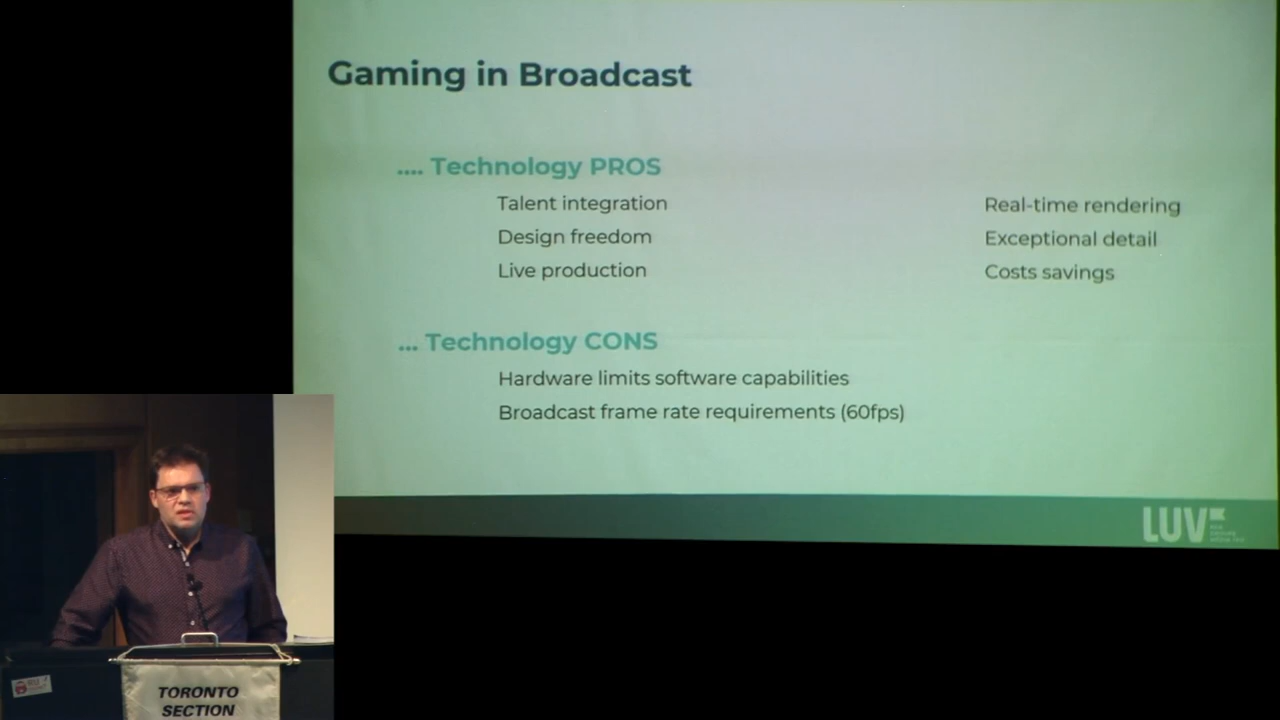 Gaming in Broadcast
.... Technology PROS
Talent integration
Design freedom
Live production
Real-time rendering
Exceptional detail
Costs savings
... Technology CONS
Hardware limits software capabilities
Broadcast frame rate requirements (60fps)
LUV
TORONTO
SECTION